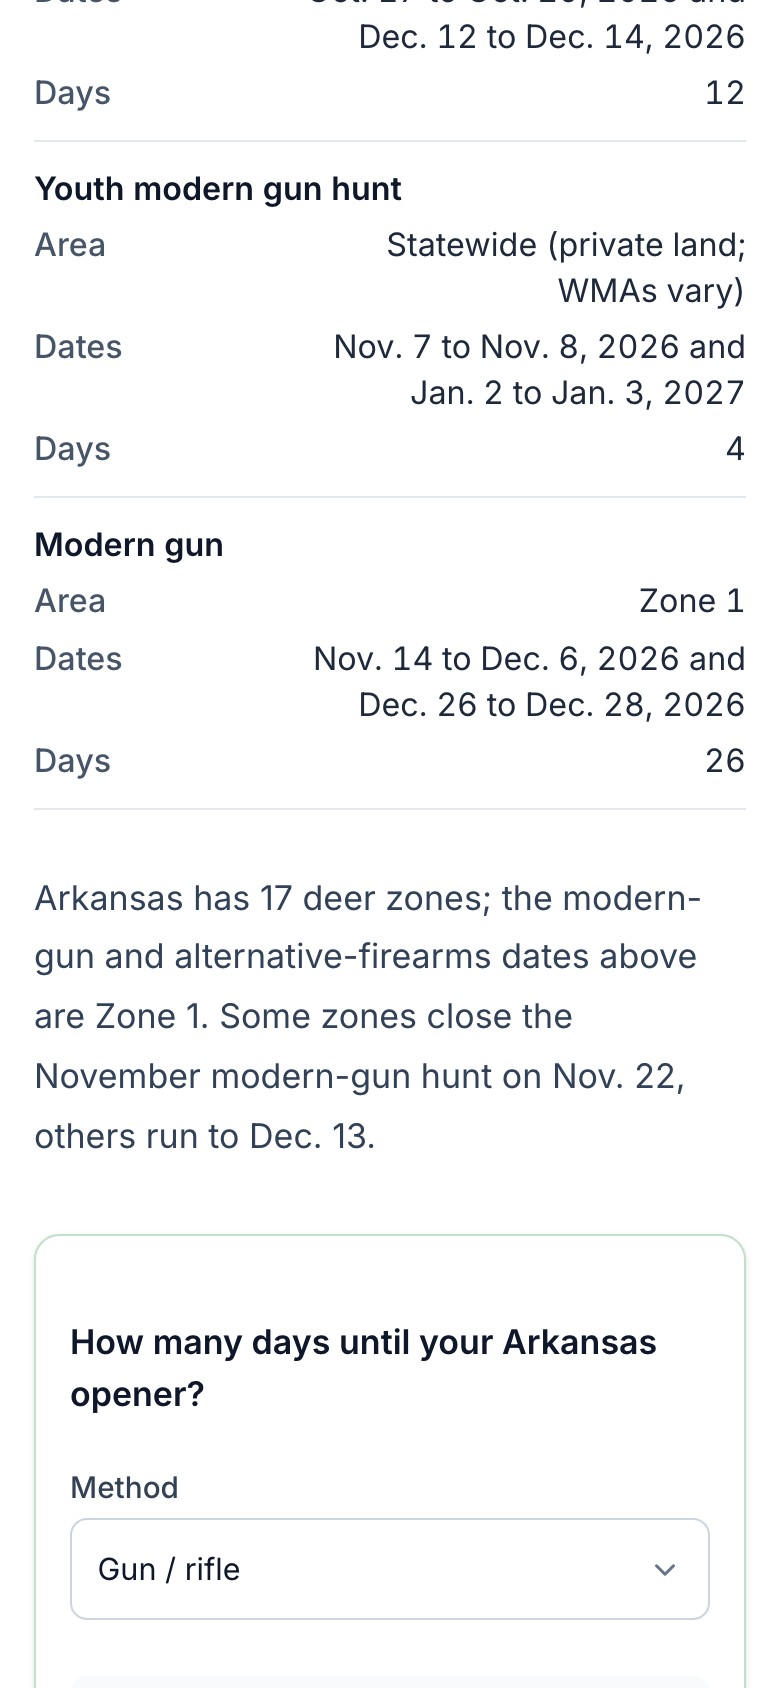 Dates
Dec. 12 to Dec. 14, 2026
Days 12
Youth modern gun hunt
Area Statewide (private land;
WMAs vary)
Dates Nov. 7 to Nov. 8, 2026 and
Jan. 2 to Jan. 3, 2027
Days 4
Modern gun
Area Zone 1
Dates Nov. 14 to Dec. 6, 2026 and
Dec. 26 to Dec. 28, 2026
Days 26
Arkansas has 17 deer zones; the modern-
gun and alternative-firearms dates above
are Zone 1. Some zones close the
November modern-gun hunt on Nov. 22,
others run to Dec. 13.
How many days until your Arkansas
opener?
Method
Gun / rifle